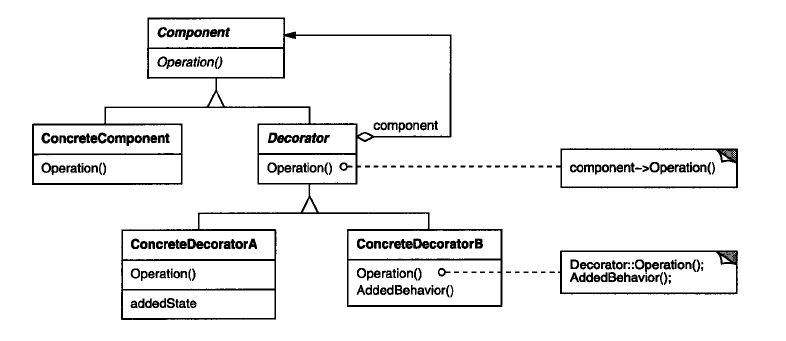 Component
Operation()
ConcreteComponent
Operation()
Decorator
Operation()
component
component->Operation()
ConcreteDecoratorA
Operation()
addedState
ConcreteDecoratorB
Operation()
AddedBehavior()
Decorator::Operation();
AddedBehavior();